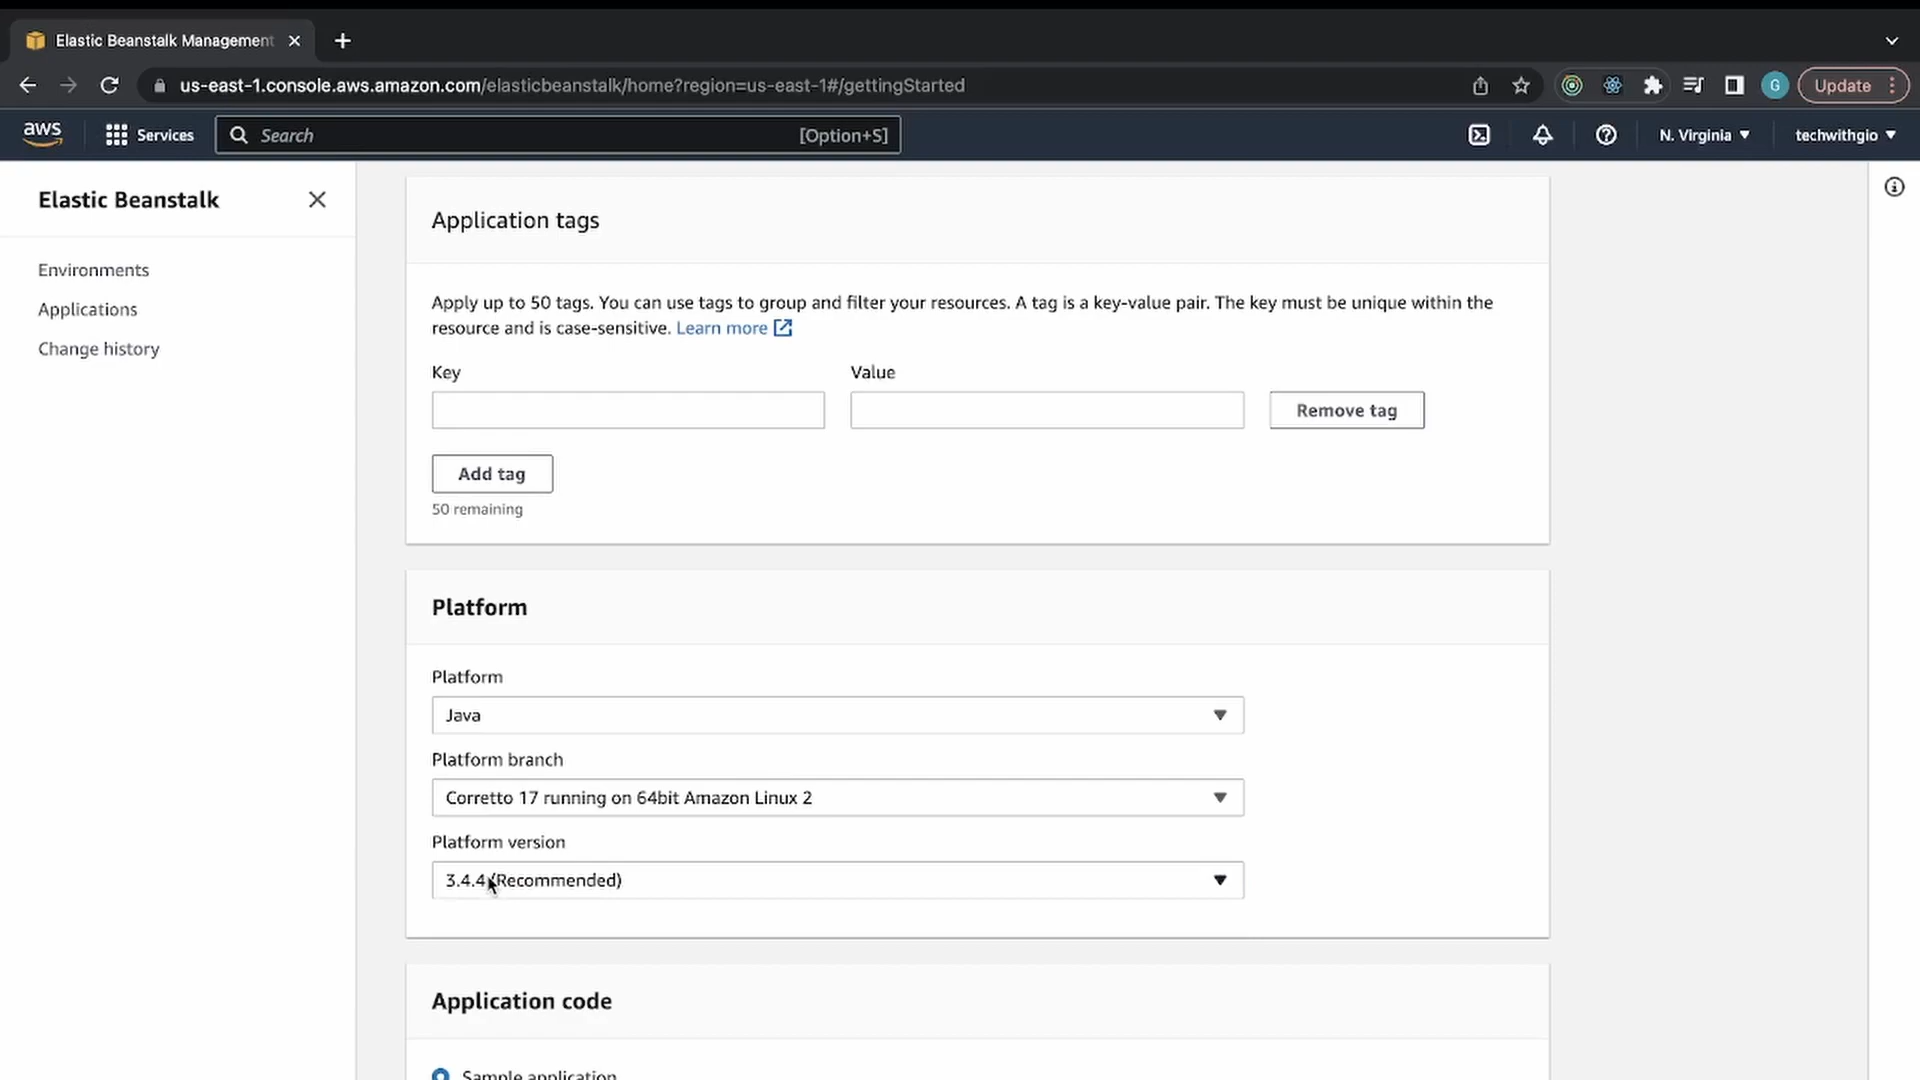 Elastic Beanstalk Management
us-east-1.console.aws.amazon.com/elasticbeanstalk/home?region=us-east-1#/gettingStarted
G
Update
aws
Services
Search
[Option+S]
N. Virginia
techwithgio
Elastic Beanstalk
Environments
Applications
Change history
Application tags
Apply up to 50 tags. You can use tags to group and filter your resources. A tag is a key-value pair. The key must be unique within the
resource and is case-sensitive. Learn more
Key
Value
Remove tag
Add tag
50 remaining
Platform
Platform
Java
Platform branch
Corretto 17 running on 64bit Amazon Linux 2
Platform version
3.4.4 (Recommended)
Application code
Sample application